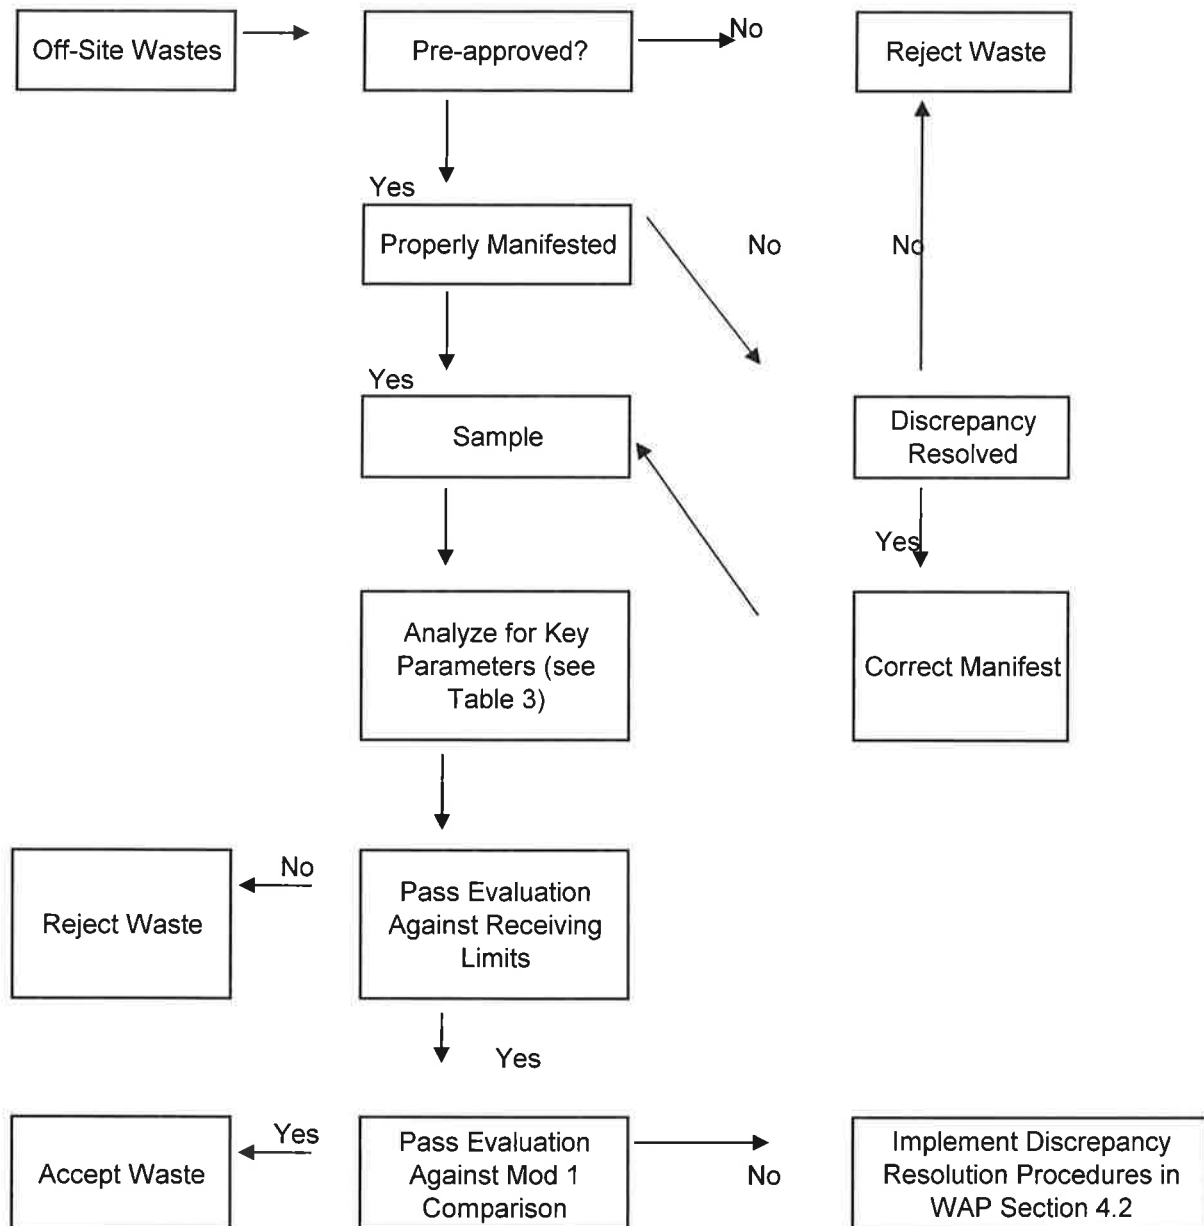 Off-Site Wastes
Pre-approved?
No
Reject Waste
Yes
Properly Manifested
No
No
Yes
Sample
Discrepancy
Resolved
Yes
Analyze for Key
Parameters (see
Table 3)
Correct Manifest
No
Reject Waste
Pass Evaluation
Against Receiving
Limits
Yes
Accept Waste
Yes
Pass Evaluation
Against Mod 1
Comparison
No
Implement Discrepancy
Resolution Procedures in
WAP Section 4.2